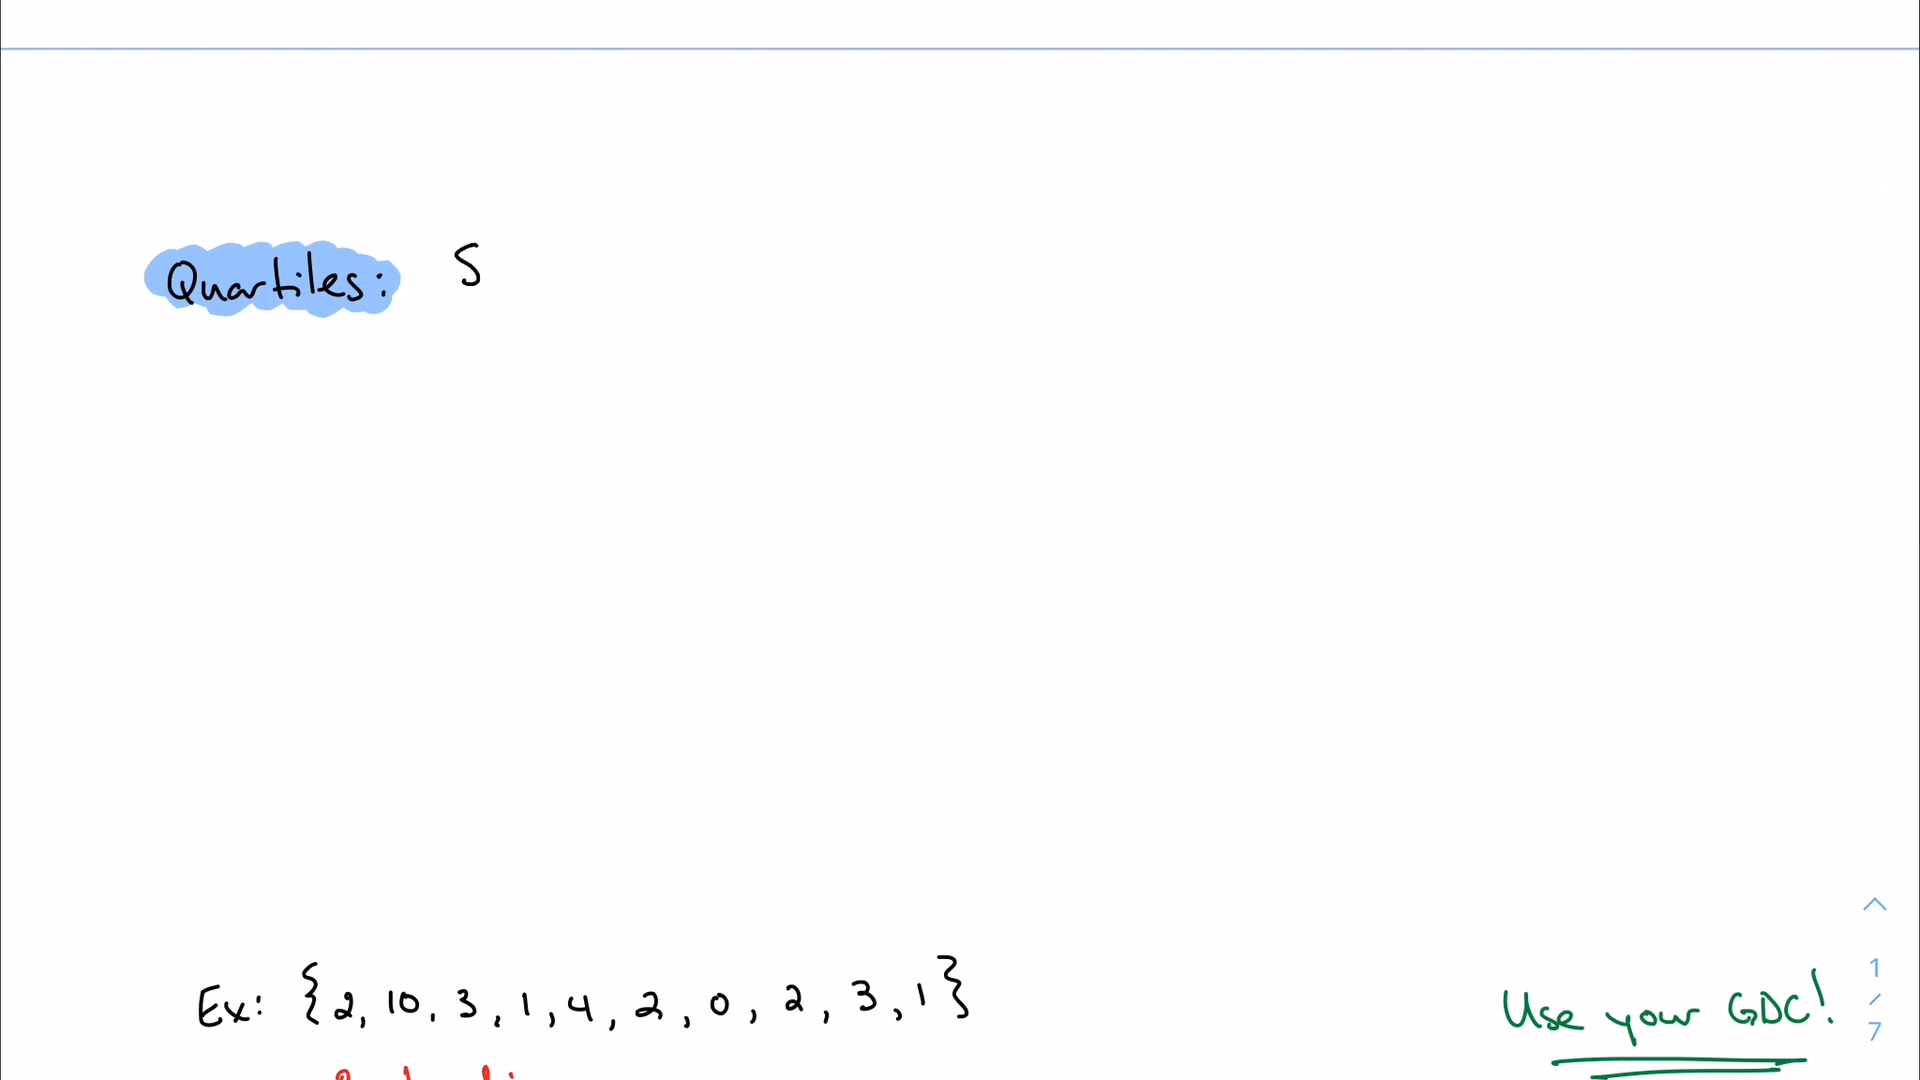 Quartiles: S
Ex: {2, 10, 3, 1, 4, 2, 0, 2, 3, 1}
Use your GDC!
1
/
7